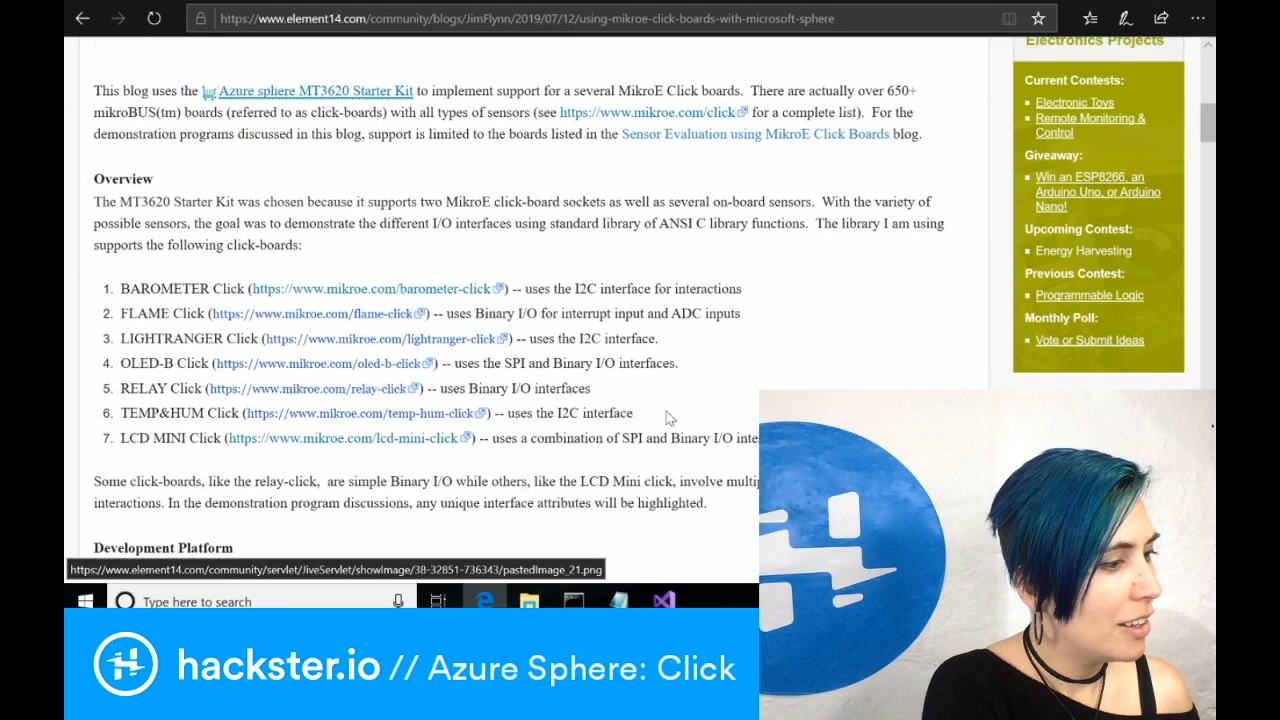 https://www.element14.com/community/blogs/JimFlynn/2019/07/12/using-mikroe-click-boards-with-microsoft-sphere
Electronics Projects
This blog uses the Azure sphere MT3620 Starter Kit to implement support for a several MikroE Click boards. There are actually over 650+
mikroBUS(tm) boards (referred to as click-boards) with all types of sensors (see https://www.mikroe.com/click for a complete list). For the
demonstration programs discussed in this blog, support is limited to the boards listed in the Sensor Evaluation using MikroE Click Boards blog.
Overview
The MT3620 Starter Kit was chosen because it supports two MikroE click-board sockets as well as several on-board sensors. With the variety of
possible sensors, the goal was to demonstrate the different I/O interfaces using standard library of ANSI C library functions. The library I am using
supports the following click-boards:
1. BAROMETER Click (https://www.mikroe.com/barometer-click) -- uses the I2C interface for interactions
2. FLAME Click (https://www.mikroe.com/flame-click) -- uses Binary I/O for interrupt input and ADC inputs
3. LIGHTRANGER Click (https://www.mikroe.com/lightranger-click) -- uses the I2C interface.
4. OLED-B Click (https://www.mikroe.com/oled-b-click) -- uses the SPI and Binary I/O interfaces.
5. RELAY Click (https://www.mikroe.com/relay-click) -- uses Binary I/O interfaces
6. TEMP&HUM Click (https://www.mikroe.com/temp-hum-click) -- uses the I2C interface
7. LCD MINI Click (https://www.mikroe.com/lcd-mini-click) -- uses a combination of SPI and Binary I/O inte
Some click-boards, like the relay-click, are simple Binary I/O while others, like the LCD Mini click, involve multip
interactions. In the demonstration program discussions, any unique interface attributes will be highlighted.
Development Platform
https://www.element14.com/community/servlet/JiveServlet/showImage/38-32851-736343/pastedImage_21.png
Current Contests:
Electronic Toys
Remote Monitoring &
Control
Giveaway:
Win an ESP8266, an
Arduino Uno, or Arduino
Nano!
Upcoming Contest:
Energy Harvesting
Previous Contest:
Programmable Logic
Monthly Poll:
Vote or Submit Ideas
Type here to search
hackster.io // Azure Sphere: Click